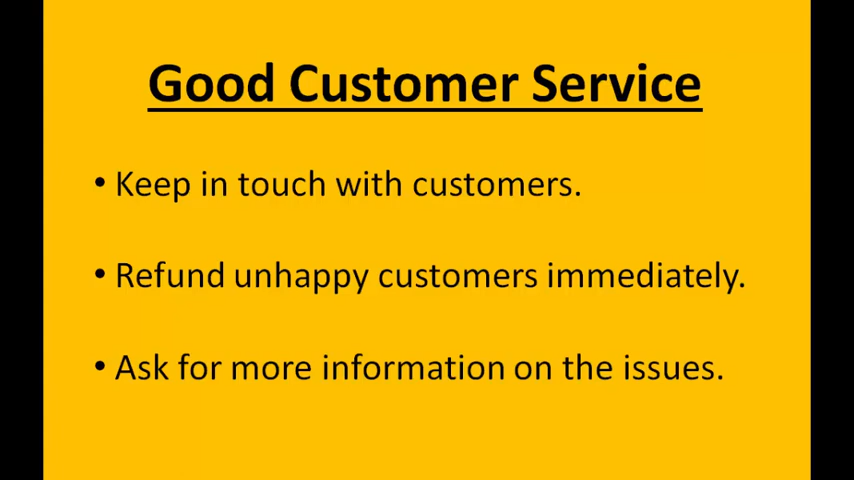 Good Customer Service
• Keep in touch with customers.
• Refund unhappy customers immediately.
• Ask for more information on the issues.